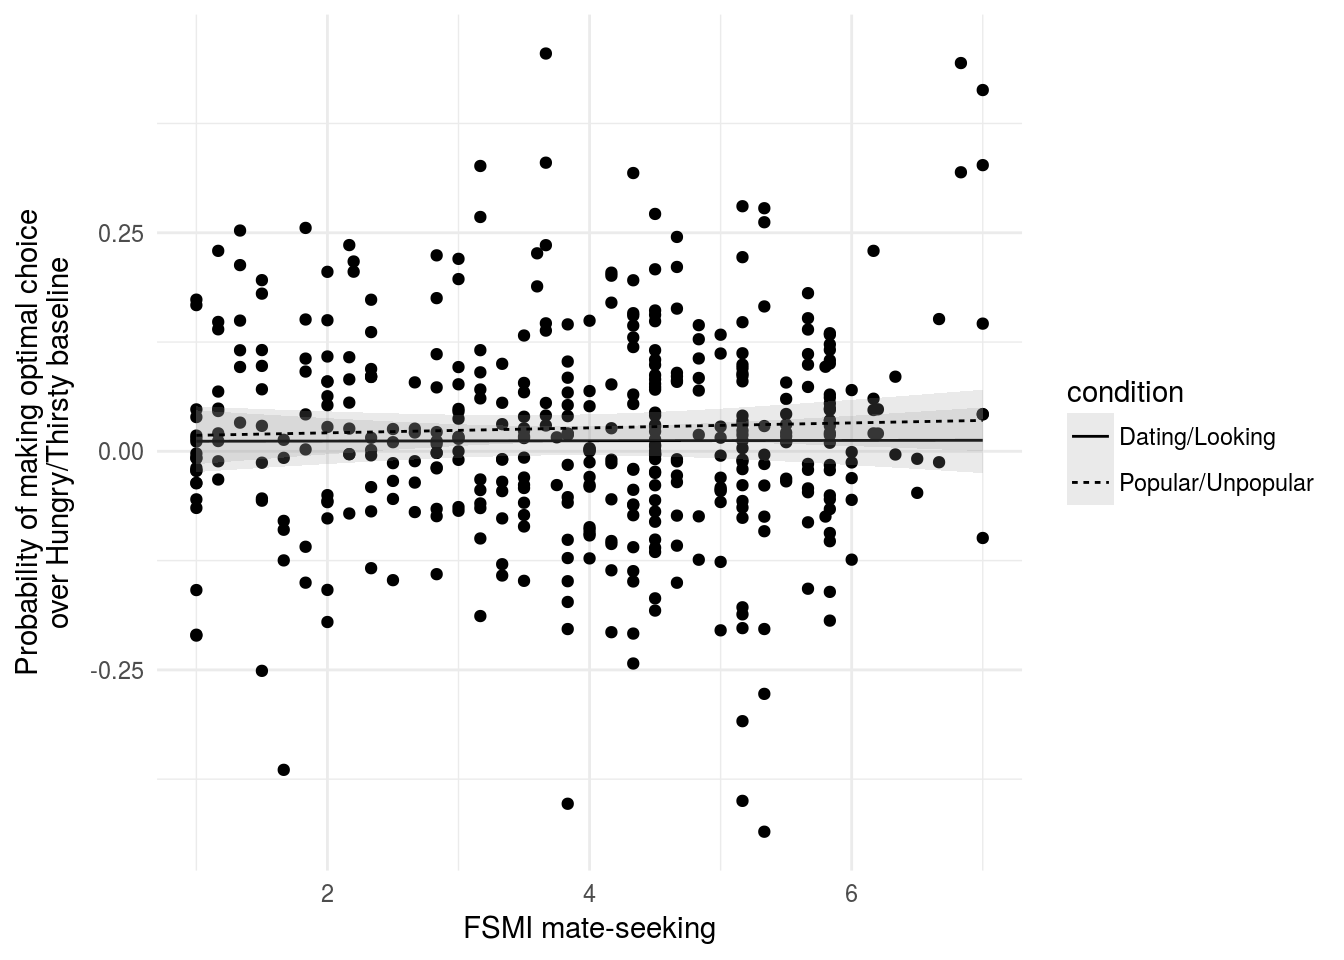 Probability of making optimal choice
over Hungry/Thirsty baseline
0.25
0.00
-0.25
2
4
6
FSMI mate-seeking
condition
Dating/Looking
Popular/Unpopular